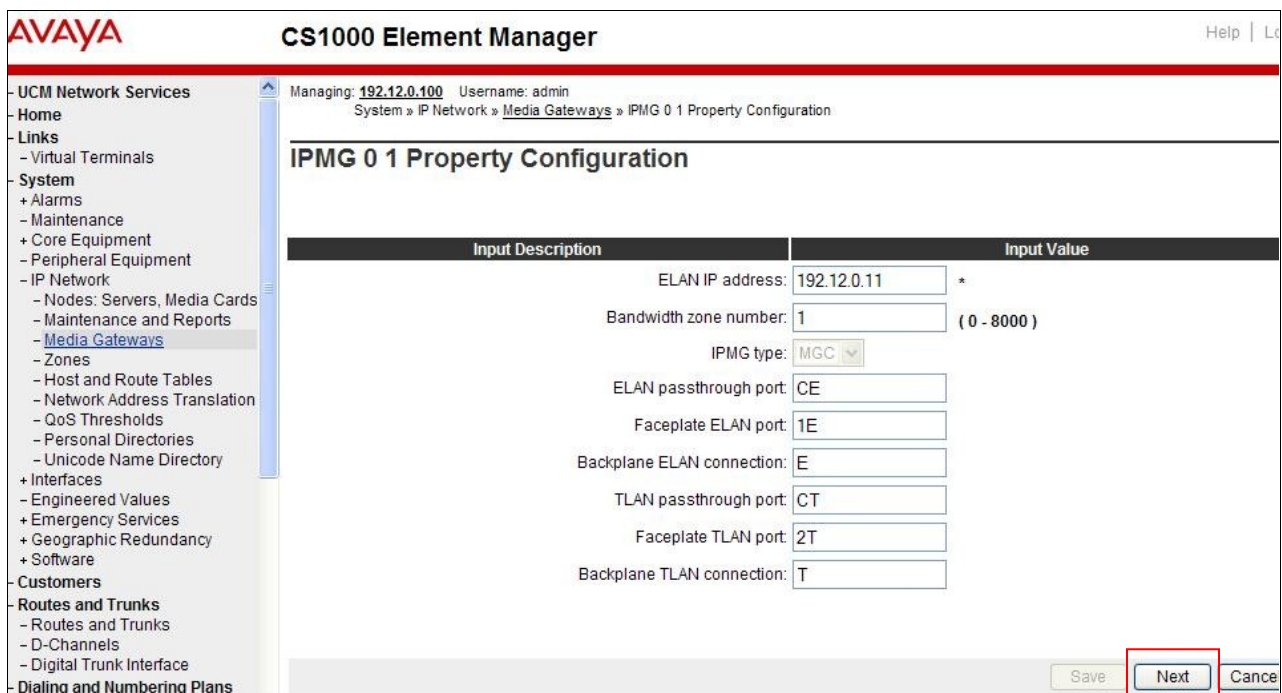 AVAYA
CS1000 Element Manager
Help |
- UCM Network Services
- Home
- Links
- Virtual Terminals
- System
+ Alarms
- Maintenance
+ Core Equipment
- Peripheral Equipment
- IP Network
- Nodes: Servers, Media Cards
- Maintenance and Reports
- Media Gateways
- Zones
- Host and Route Tables
- Network Address Translation
- QoS Thresholds
- Personal Directories
- Unicode Name Directory
+ Interfaces
- Engineered Values
+ Emergency Services
+ Geographic Redundancy
+ Software
- Customers
- Routes and Trunks
- Routes and Trunks
- D-Channels
- Digital Trunk Interface
- Dialing and Numbering Plans
Managing: 192.12.0.100 Username: admin
System » IP Network » Media Gateways » IPMG 0 1 Property Configuration
IPMG 0 1 Property Configuration
Input Description Input Value
ELAN IP address: 192.12.0.11 *
Bandwidth zone number: 1 ( 0 - 8000 )
IPMG type: MGC
ELAN passthrough port: CE
Faceplate ELAN port: 1E
Backplane ELAN connection: E
TLAN passthrough port: CT
Faceplate TLAN port: 2T
Backplane TLAN connection: T
Save Next Cance